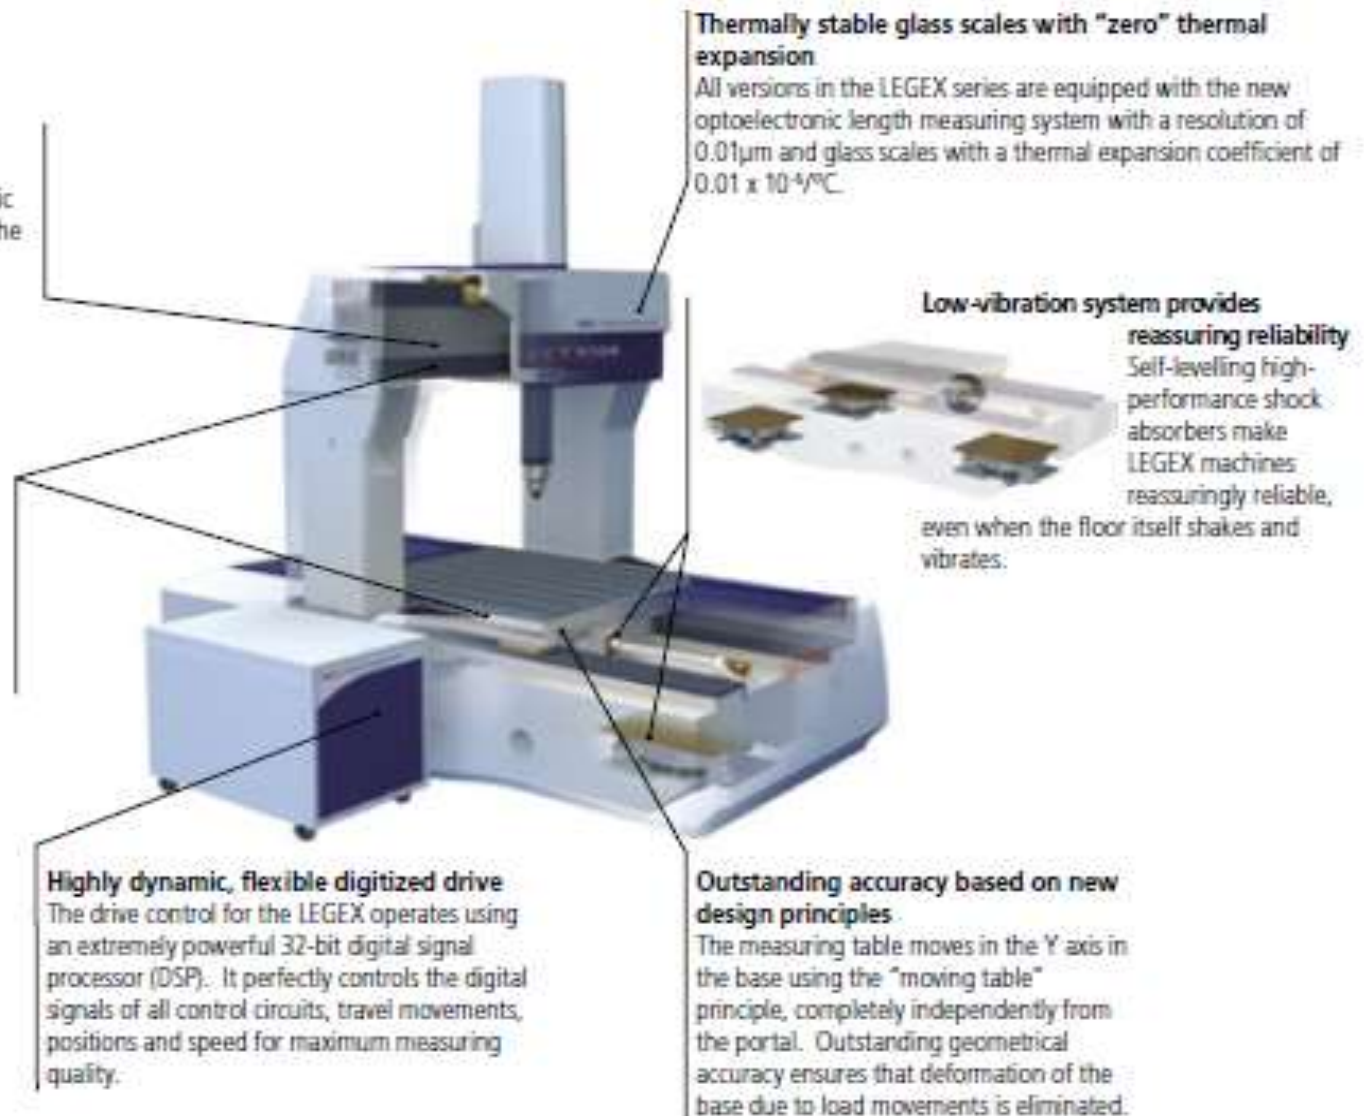 Thermally stable glass scales with “zero” thermal
expansion
All versions in the LEGEX series are equipped with the new
optoelectronic length measuring system with a resolution of
0.01µm and glass scales with a thermal expansion coefficient of
0.01 x 10⁻⁶/°C.
ic
he
Low-vibration system provides
reassuring reliability
Self-levelling high-
performance shock
absorbers make
LEGEX machines
reassuringly reliable,
even when the floor itself shakes and
vibrates.
Highly dynamic, flexible digitized drive
The drive control for the LEGEX operates using
an extremely powerful 32-bit digital signal
processor (DSP). It perfectly controls the digital
signals of all control circuits, travel movements,
positions and speed for maximum measuring
quality.
Outstanding accuracy based on new
design principles
The measuring table moves in the Y axis in
the base using the “moving table”
principle, completely independently from
the portal. Outstanding geometrical
accuracy ensures that deformation of the
base due to load movements is eliminated.